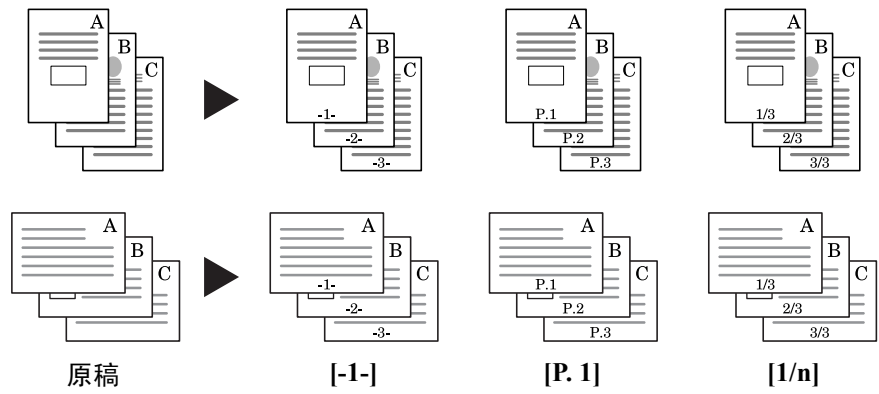 A
B
C
A
B
C
-1-
-2-
-3-
A
B
C
P.1
P.2
P.3
A
B
C
1/3
2/3
3/3
A
B
C
A
B
C
-1-
-2-
-3-
A
B
C
P.1
P.2
P.3
A
B
C
1/3
2/3
3/3
原稿 [-1-] [P. 1] [1/n]